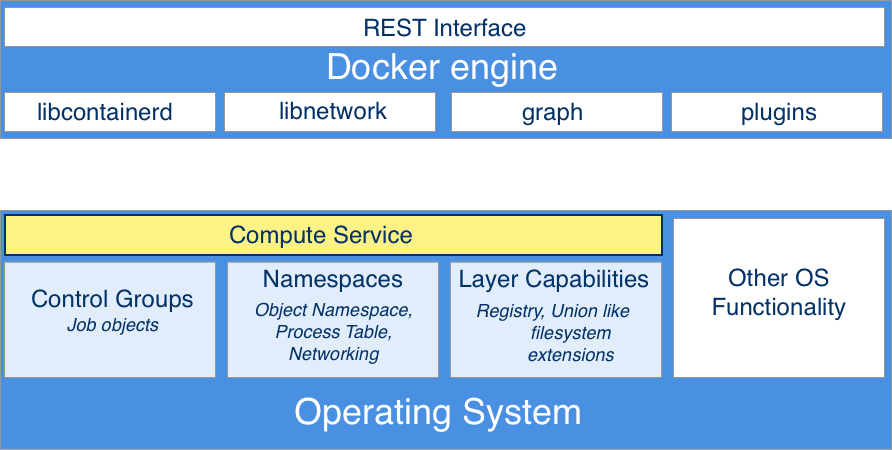 REST Interface
Docker engine
libcontainerd
libnetwork
graph
plugins
Compute Service
Control Groups
Job objects
Namespaces
Object Namespace,
Process Table,
Networking
Layer Capabilities
Registry, Union like
filesystem
extensions
Other OS
Functionality
Operating System